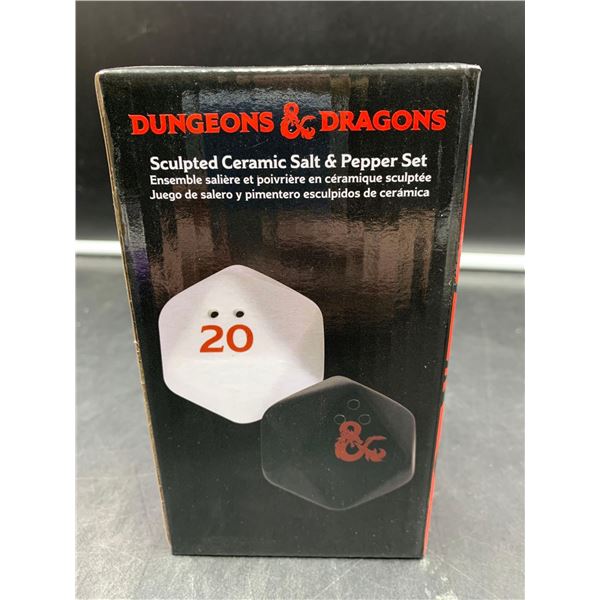 DUNGEONS & DRAGONS
Sculpted Ceramic Salt & Pepper Set
Ensemble salière et poivrière en céramique sculptée
Juego de salero y pimentero esculpidos de cerámica
20
&